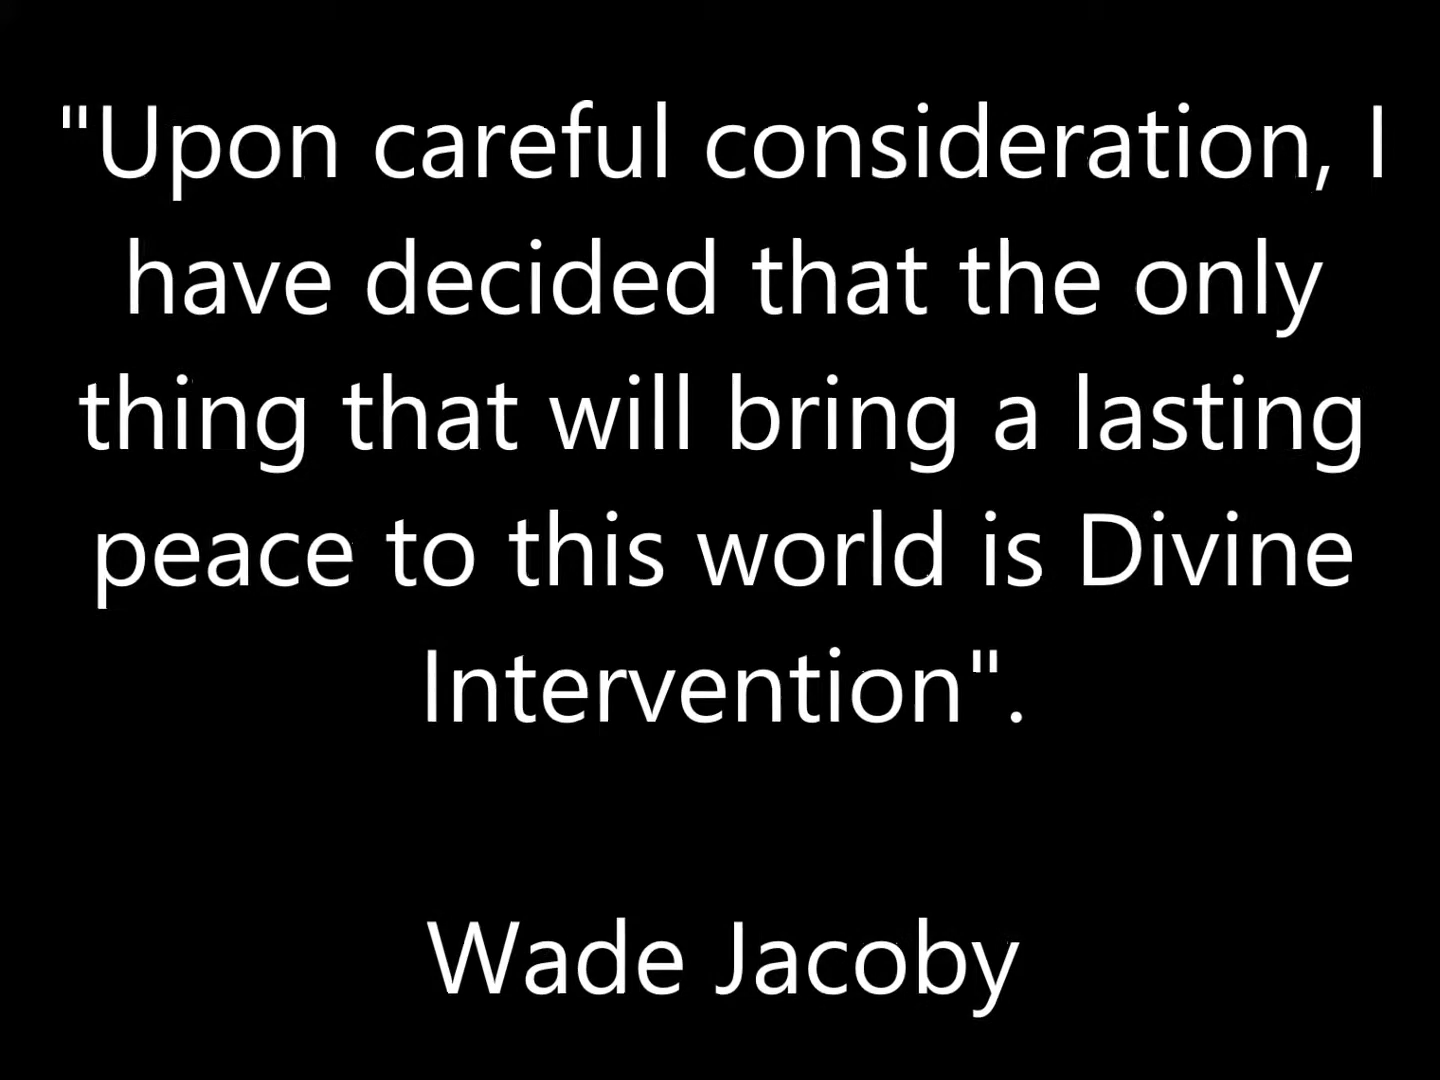 "Upon careful consideration, I
have decided that the only
thing that will bring a lasting
peace to this world is Divine
Intervention".
Wade Jacoby